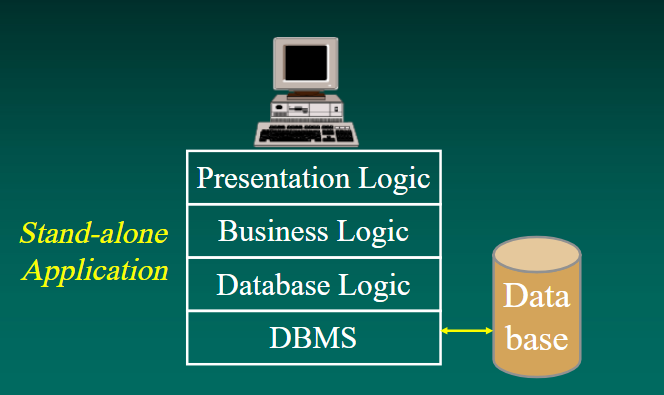 Presentation Logic
Stand-alone
Application
Business Logic
Database Logic
DBMS
Data
base